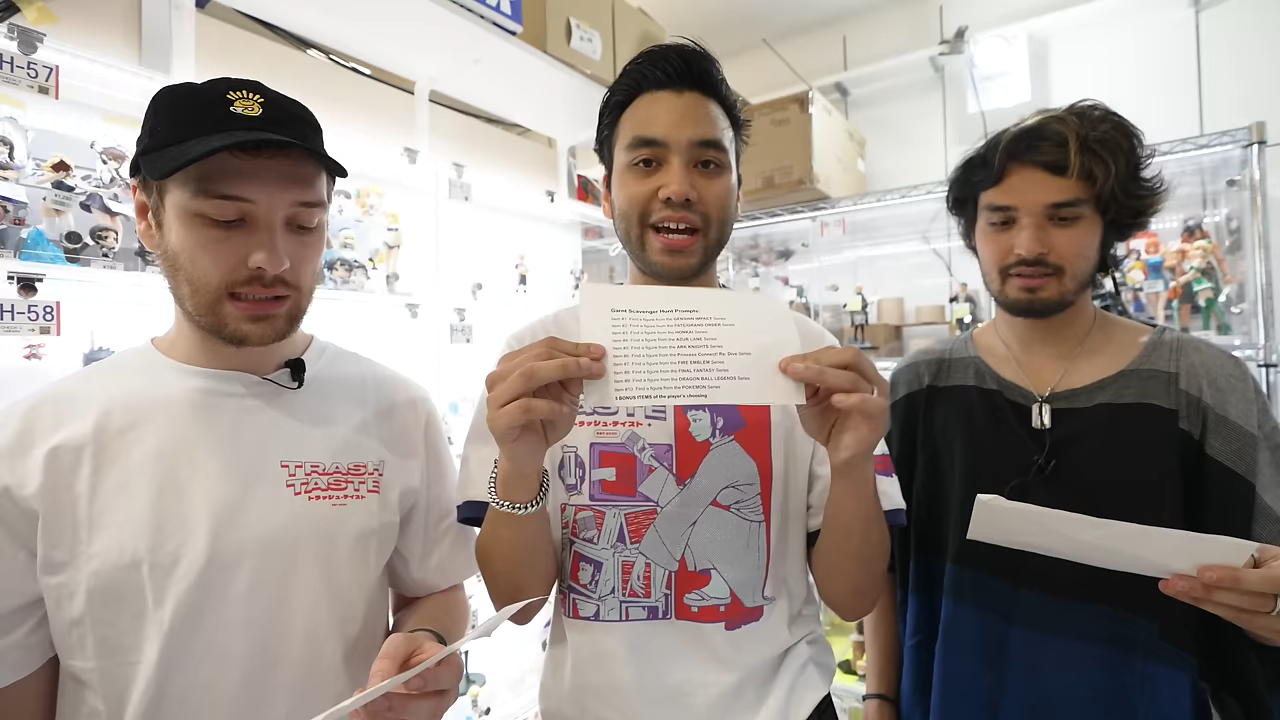 H-57
H-58
Garnt Scavenger Hunt Prompts:
Item #1: Find a figure from the GENSHIN IMPACT Series
Item #2: Find a figure from the FATE/GRAND ORDER Series
Item #3: Find a figure from the HONKAI Series
Item #4: Find a figure from the AZUR LANE Series
Item #5: Find a figure from the ARK KNIGHTS Series
Item #6: Find a figure from the Princess Connect! Re: Dive Series
Item #7: Find a figure from the FIRE EMBLEM Series
Item #8: Find a figure from the FINAL FANTASY Series
Item #9: Find a figure from the DRAGON BALL LEGENDS Series
Item #10: Find a figure from the POKEMON Series
5 BONUS ITEMS of the player's choosing
TASTE
トラッシュ・テイスト
TRASH
TASTE
トラッシュ・テイスト